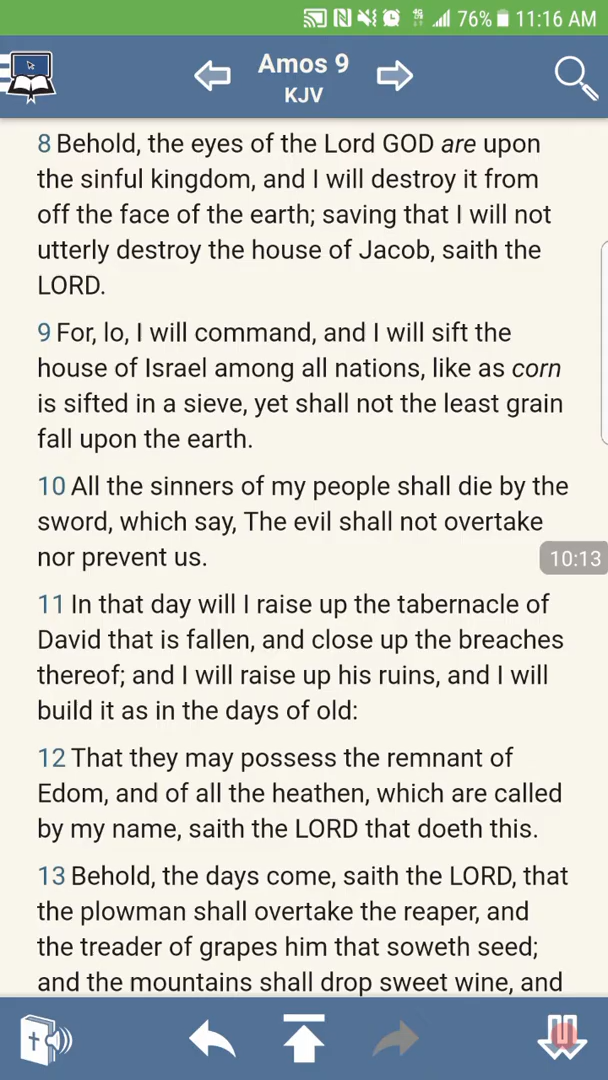 76% 11:16 AM
Amos 9
KJV
8 Behold, the eyes of the Lord GOD are upon
the sinful kingdom, and I will destroy it from
off the face of the earth; saving that I will not
utterly destroy the house of Jacob, saith the
LORD.
9 For, lo, I will command, and I will sift the
house of Israel among all nations, like as corn
is sifted in a sieve, yet shall not the least grain
fall upon the earth.
10 All the sinners of my people shall die by the
sword, which say, The evil shall not overtake
nor prevent us.
10:13
11 In that day will I raise up the tabernacle of
David that is fallen, and close up the breaches
thereof; and I will raise up his ruins, and I will
build it as in the days of old:
12 That they may possess the remnant of
Edom, and of all the heathen, which are called
by my name, saith the LORD that doeth this.
13 Behold, the days come, saith the LORD, that
the plowman shall overtake the reaper, and
the treader of grapes him that soweth seed;
and the mountains shall drop sweet wine, and